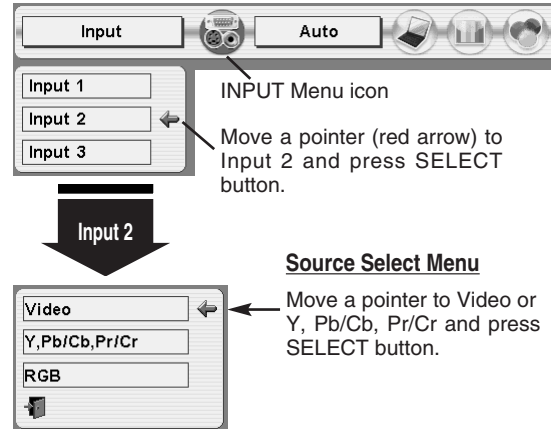 Input
Auto
Input 1
Input 2
Input 3
INPUT Menu icon
Move a pointer (red arrow) to
Input 2 and press SELECT
button.
Input 2
Source Select Menu
Video
Y,Pb/Cb,Pr/Cr
RGB
Move a pointer to Video or
Y, Pb/Cb, Pr/Cr and press
SELECT button.